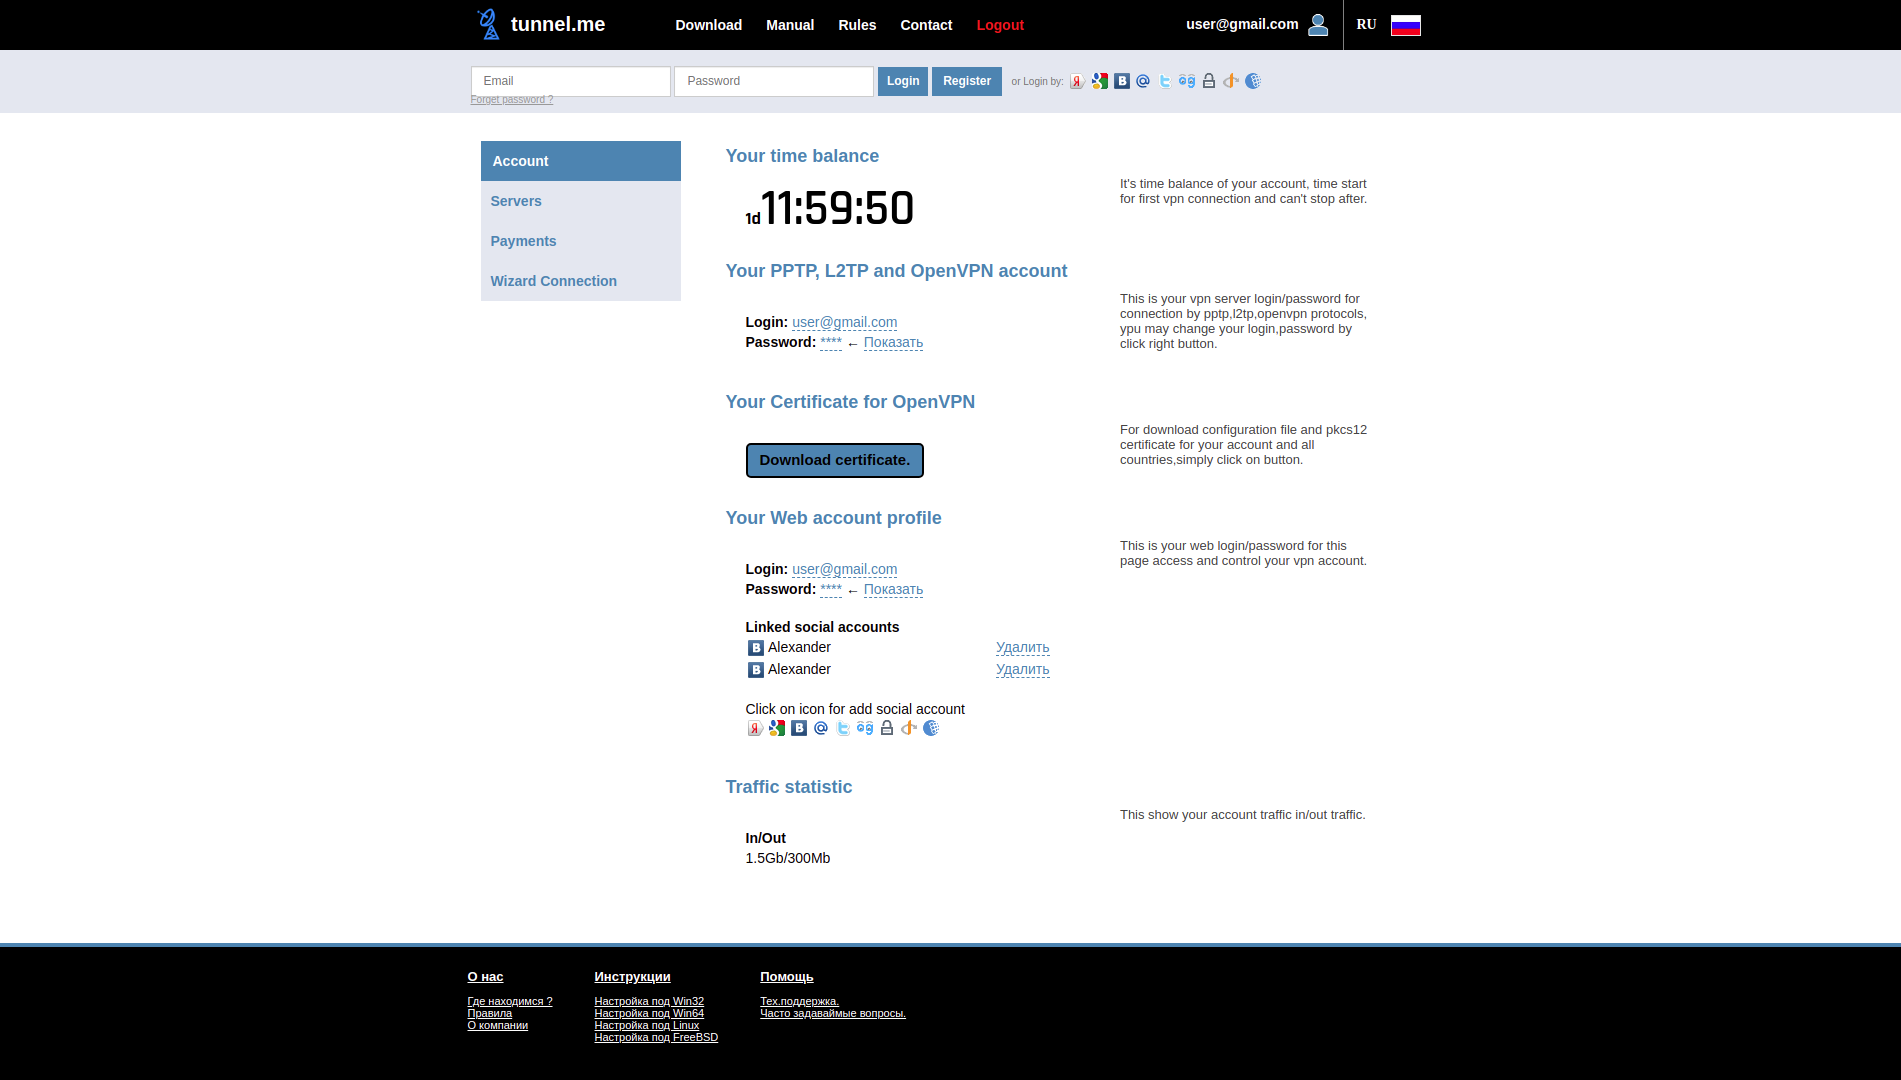 tunnel.me
Download Manual Rules Contact Logout
user@gmail.com
RU
Email
Password
Login
Register
or Login by:
Forget password ?
Account
Servers
Payments
Wizard Connection
Your time balance
1d11:59:50
It's time balance of your account, time start
for first vpn connection and can't stop after.
Your PPTP, L2TP and OpenVPN account
Login: user@gmail.com
Password: **** ← Показать
This is your vpn server login/password for
connection by pptp,l2tp,openvpn protocols,
ypu may change your login,password by
click right button.
Your Certificate for OpenVPN
Download certificate.
For download configuration file and pkcs12
certificate for your account and all
countries,simply click on button.
Your Web account profile
Login: user@gmail.com
Password: **** ← Показать
This is your web login/password for this
page access and control your vpn account.
Linked social accounts
Alexander Удалить
Alexander Удалить
Click on icon for add social account
Traffic statistic
This show your account traffic in/out traffic.
In/Out
1.5Gb/300Mb
О нас
Где находимся ?
Правила
О компании
Инструкции
Настройка под Win32
Настройка под Win64
Настройка под Linux
Настройка под FreeBSD
Помощь
Тех.поддержка.
Часто задаваймые вопросы.